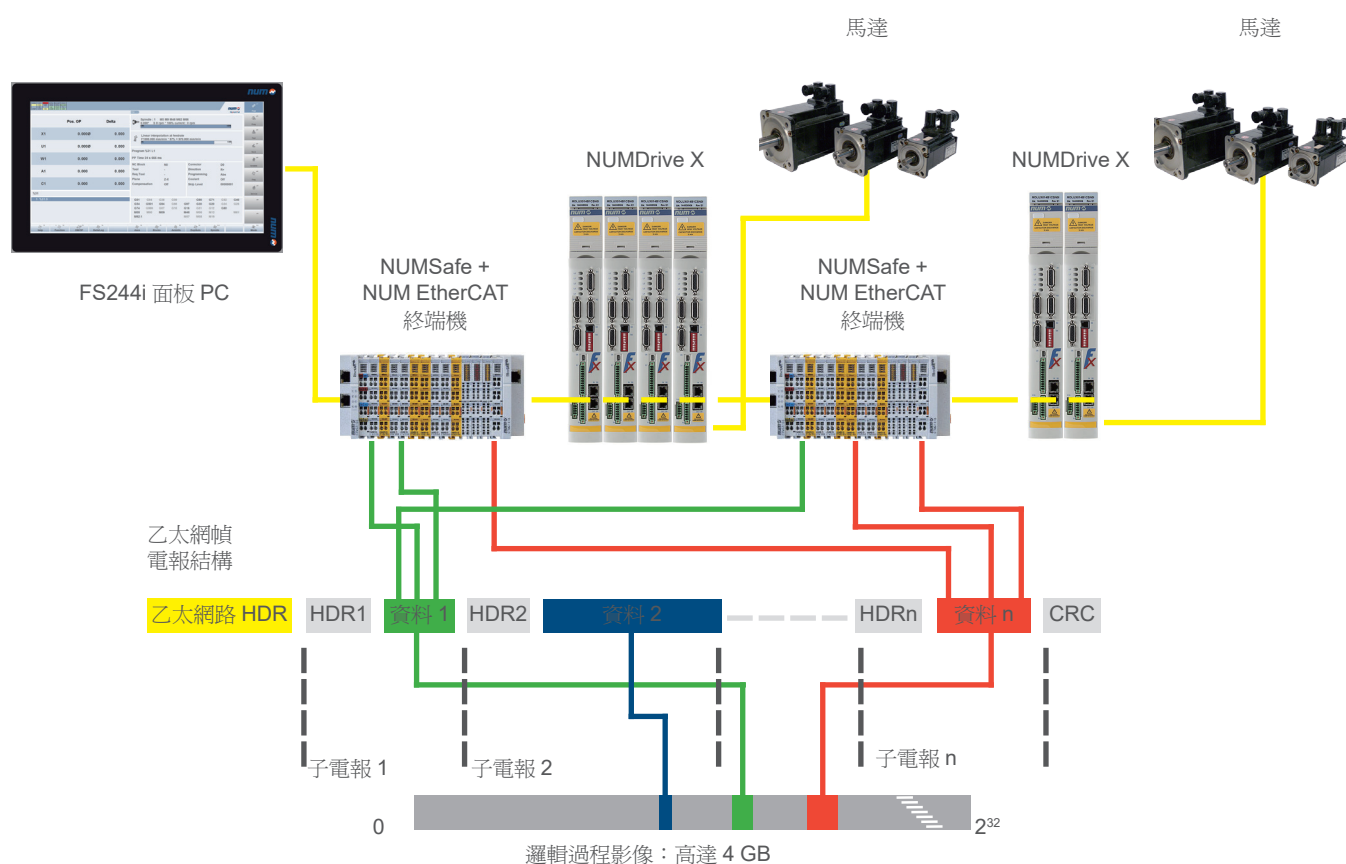 馬達
馬達
num
NUMDrive X
NUMDrive X
FS244i 面板 PC
NUMSafe +
NUM EtherCAT
終端機
NUMSafe +
NUM EtherCAT
終端機
乙太網幀
電報結構
乙太網路 HDR
HDR1
資料 1
HDR2
資料 2
HDRn
資料 n
CRC
子電報 1
子電報 2
子電報 n
0
2³²
邏輯過程影像：高達 4 GB